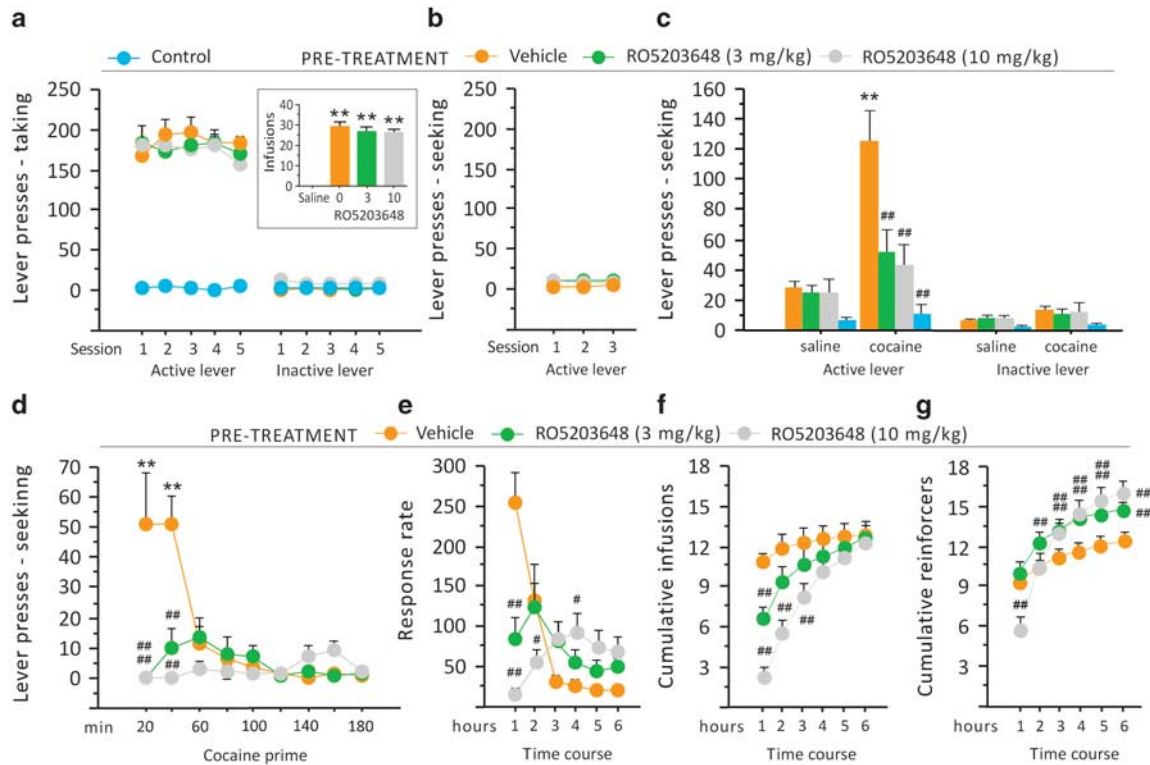 a
b
c
Control PRE-TREATMENT Vehicle RO5203648 (3 mg/kg) RO5203648 (10 mg/kg)
Lever presses - taking
250
200
150
100
50
0
Session 1 2 3 4 5 1 2 3 4 5
Active lever Inactive lever
Infusions
40
30
20
10
0
** ** **
Saline 0 3 10
RO5203648
Lever presses - seeking
250
200
150
100
50
0
Session 1 2 3
Active lever
Lever presses - seeking
160
140
120
100
80
60
40
20
0
**
##
##
##
saline cocaine saline cocaine
Active lever Inactive lever
d
e
f
g
PRE-TREATMENT Vehicle RO5203648 (3 mg/kg) RO5203648 (10 mg/kg)
Lever presses - seekinng
70
60
50
40
30
20
10
0
** **
##
##
##
##
min 20 60 100 140 180
Cocaine prime
Response rate
300
250
200
150
100
50
##
##
#
#
hours 1 2 3 4 5 6
Time course
Cumulative infusions
18
15
12
9
6
3
##
##
##
##
hours 1 2 3 4 5 6
Time course
Cumulative reinforcers
18
15
12
9
6
3
##
##
##
##
##
##
##
##
##
##
hours 1 2 3 4 5 6
Time course